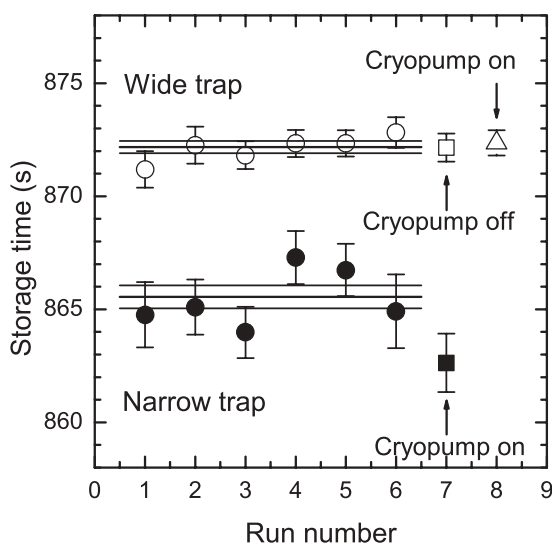 Wide trap
Cryopump on
Cryopump off
Narrow trap
Cryopump on
Storage time (s)
875
870
865
860
0 1 2 3 4 5 6 7 8 9
Run number